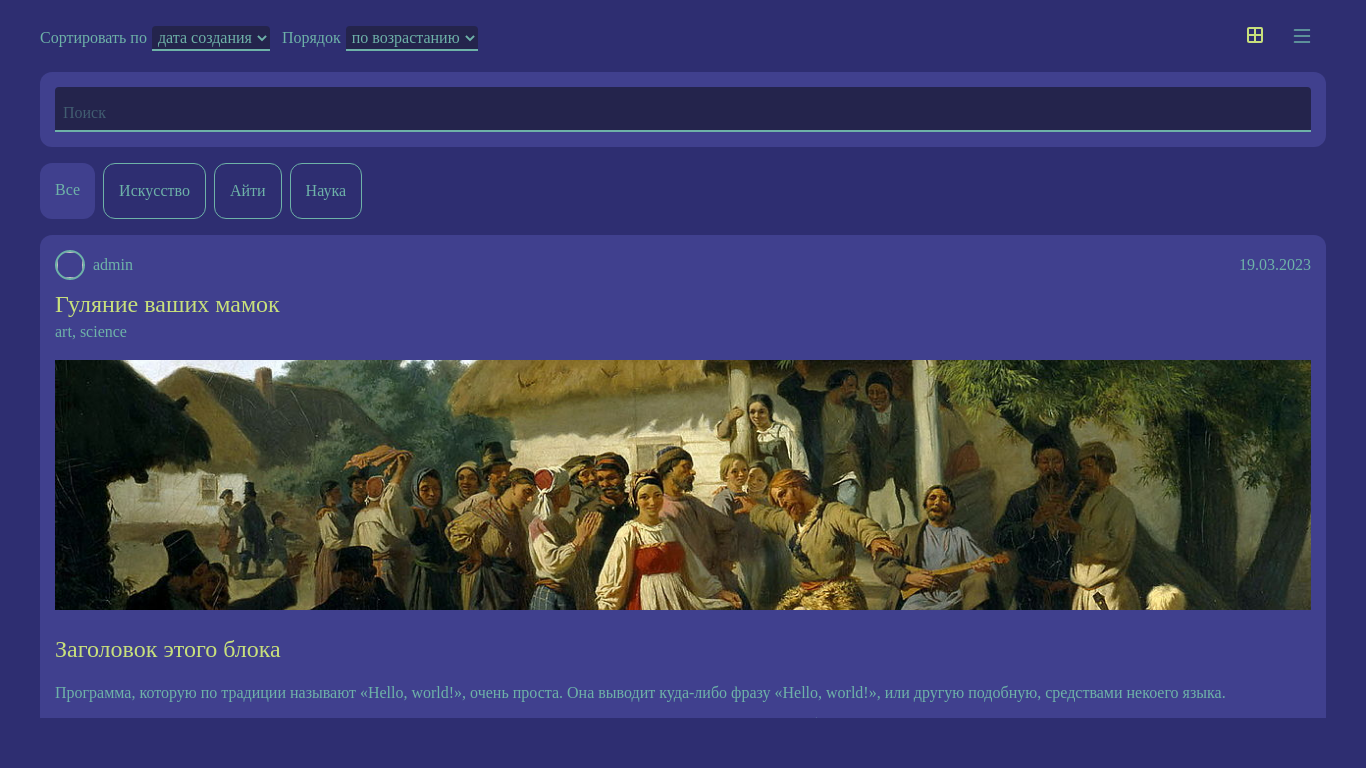 Сортировать по дата создания Порядок по возрастанию
Поиск
Все Искусство Айти Наука
admin 19.03.2023
Гуляние ваших мамок
art, science
Заголовок этого блока
Программа, которую по традиции называют «Hello, world!», очень проста. Она выводит куда-либо фразу «Hello, world!», или другую подобную, средствами некоего языка.